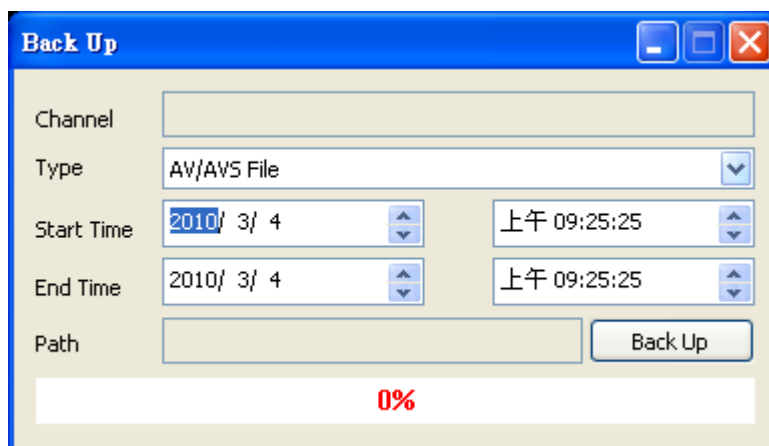 Back Up
Channel
Type AV/AVS File
Start Time 2010/ 3/ 4 上午 09:25:25
End Time 2010/ 3/ 4 上午 09:25:25
Path Back Up
0%